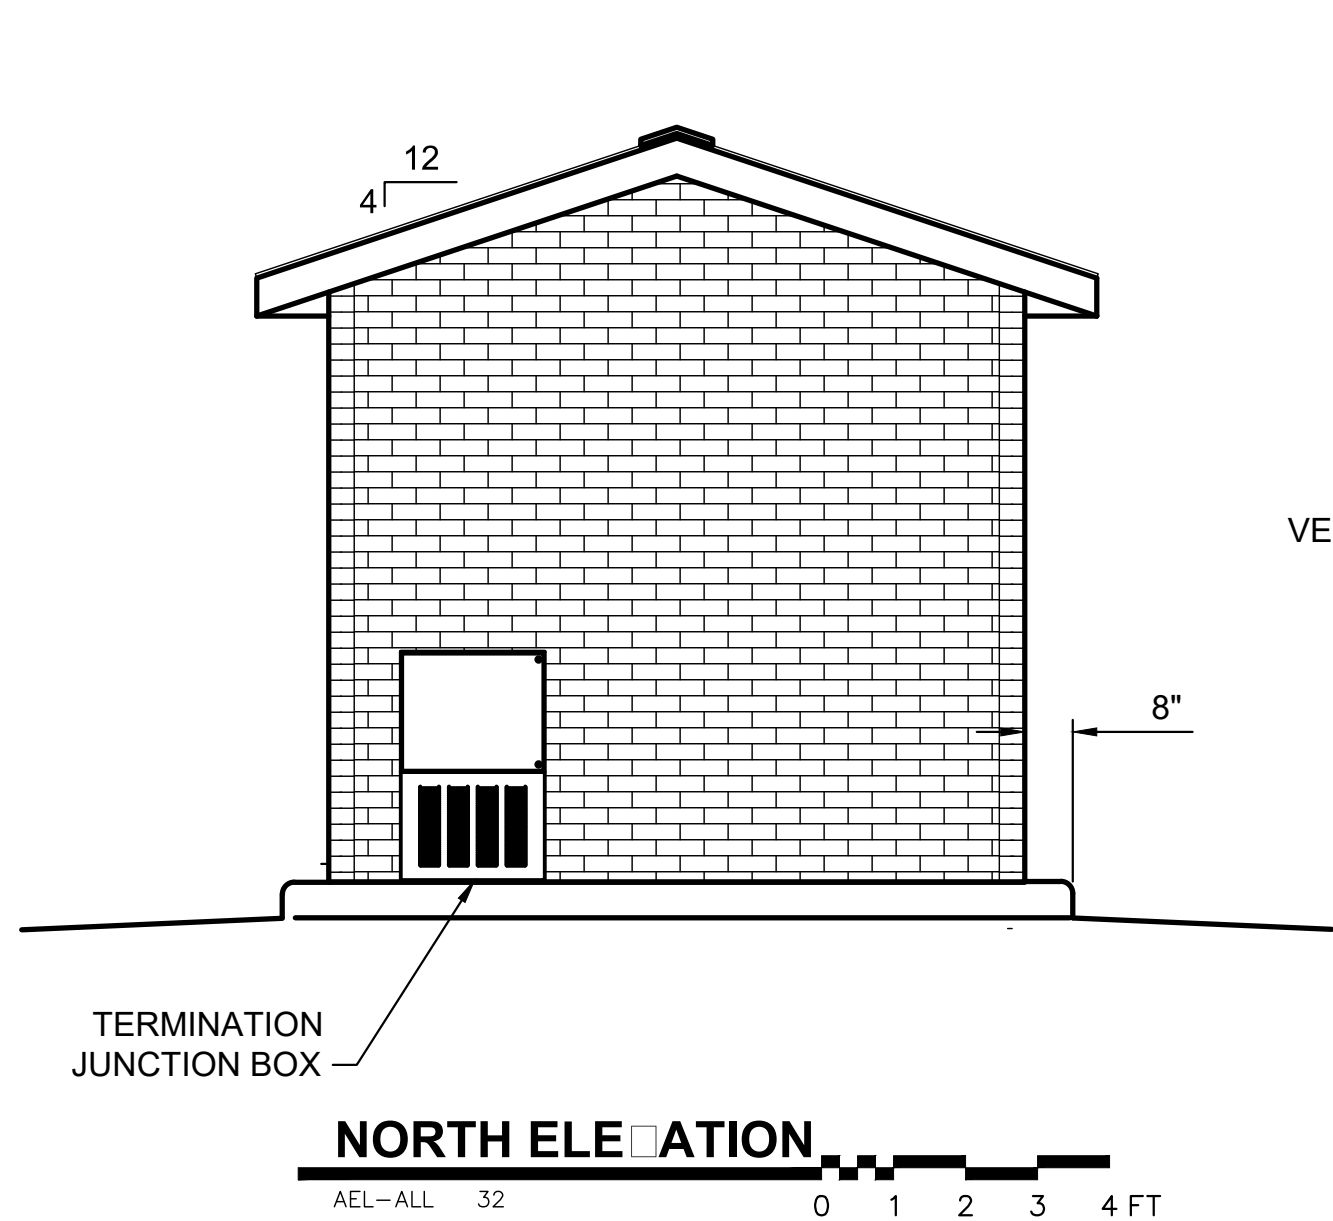 12
4
VE
8"
TERMINATION
JUNCTION BOX
NORTH ELE□ATION
AEL-ALL 32
0 1 2 3 4 FT